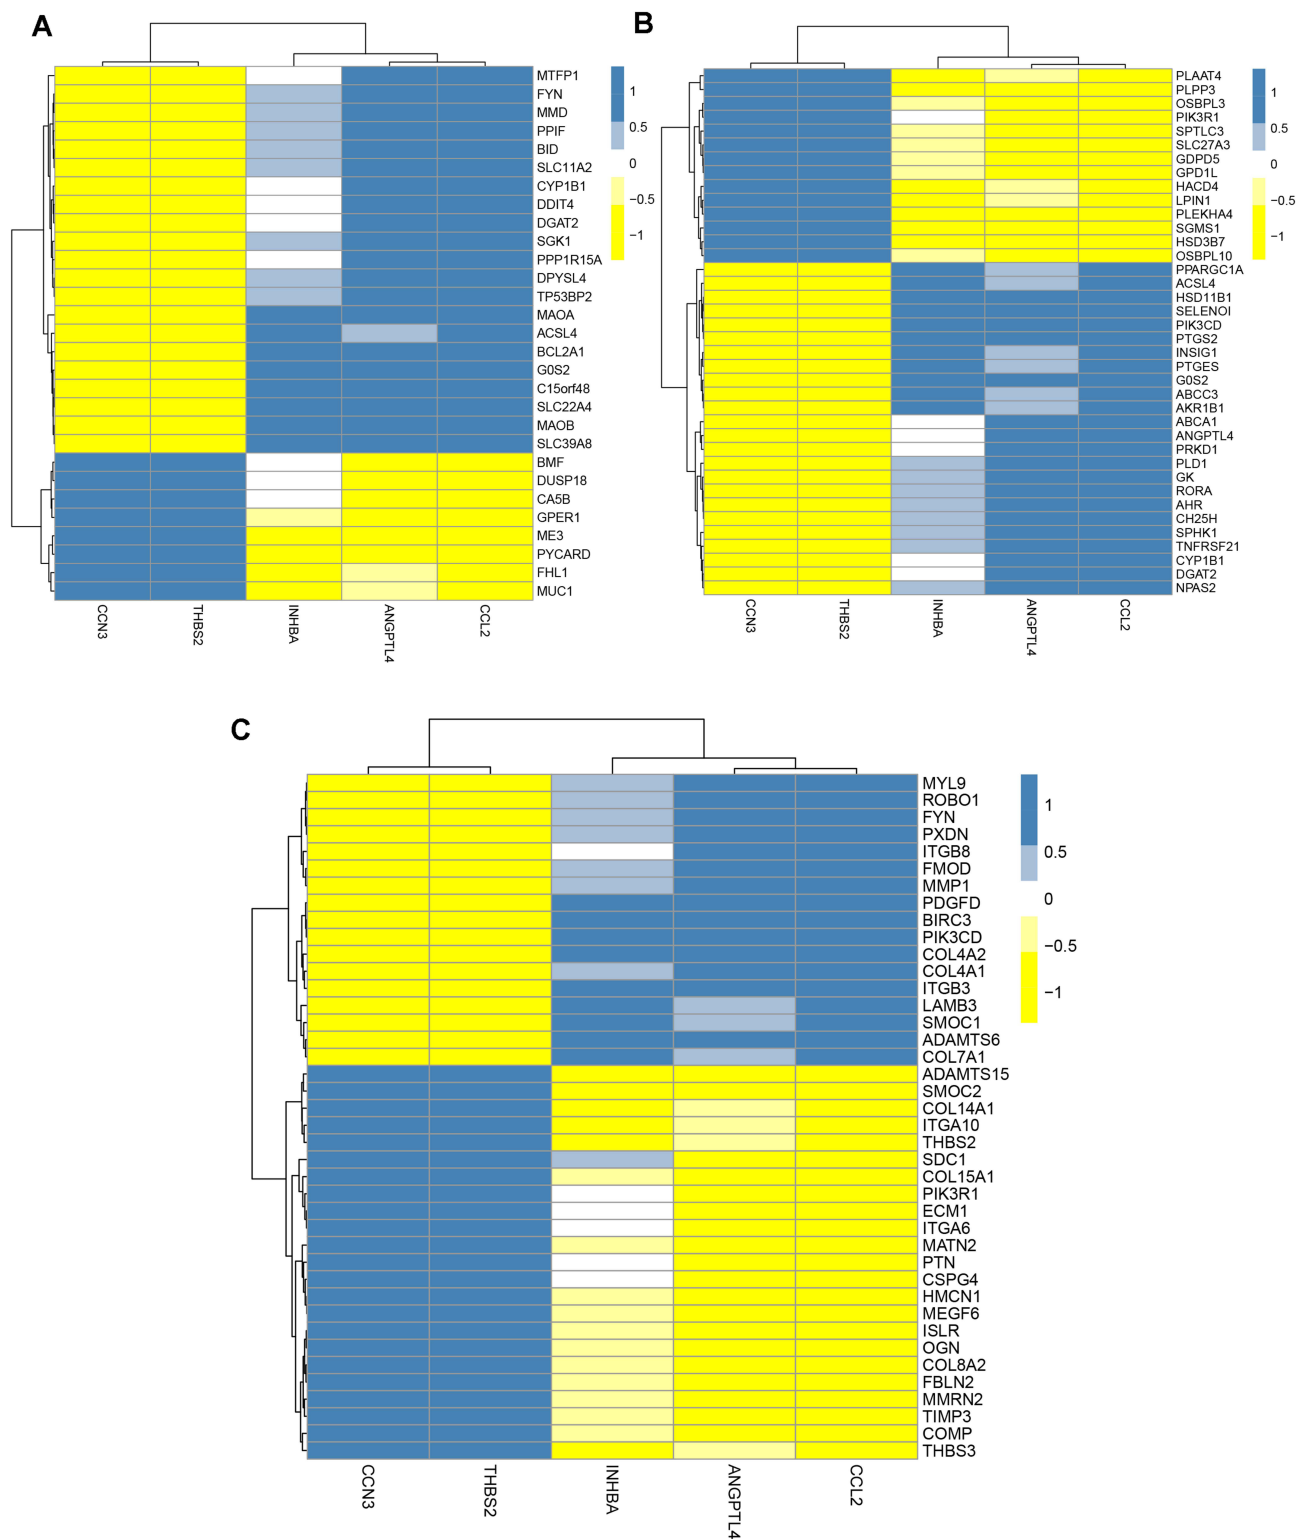 A
MTFP1
FYN
MMD
PPIF
BID
SLC11A2
CYP1B1
DDIT4
DGAT2
SGK1
PPP1R15A
DPYSL4
TP53BP2
MAOA
ACSL4
BCL2A1
G0S2
C15orf48
SLC22A4
MAOB
SLC39A8
BMF
DUSP18
CA5B
GPER1
ME3
PYCARD
FHL1
MUC1
1
0.5
0
−0.5
−1
CCN3
THBS2
INHBA
ANGPTL4
CCL2
B
PLAAT4
PLPP3
OSBPL3
PIK3R1
SPTLC3
SLC27A3
GDPD5
GPD1L
HACD4
LPIN1
PLEKHA4
SGMS1
HSD3B7
OSBPL10
PPARGC1A
ACSL4
HSD11B1
SELENOI
PIK3CD
PTGS2
INSIG1
PTGES
G0S2
ABCC3
AKR1B1
ABCA1
ANGPTL4
PRKD1
PLD1
GK
RORA
AHR
CH25H
SPHK1
TNFRSF21
CYP1B1
DGAT2
NPAS2
1
0.5
0
−0.5
−1
CCN3
THBS2
INHBA
ANGPTL4
CCL2
C
MYL9
ROBO1
FYN
PXDN
ITGB8
FMOD
MMP1
PDGFD
BIRC3
PIK3CD
COL4A2
COL4A1
ITGB3
LAMB3
SMOC1
ADAMTS6
COL7A1
ADAMTS15
SMOC2
COL14A1
ITGA10
THBS2
SDC1
COL15A1
PIK3R1
ECM1
ITGA6
MATN2
PTN
CSPG4
HMCN1
MEGF6
ISLR
OGN
COL8A2
FBLN2
MMRN2
TIMP3
COMP
THBS3
1
0.5
0
−0.5
−1
CCN3
THBS2
INHBA
ANGPTL4
CCL2